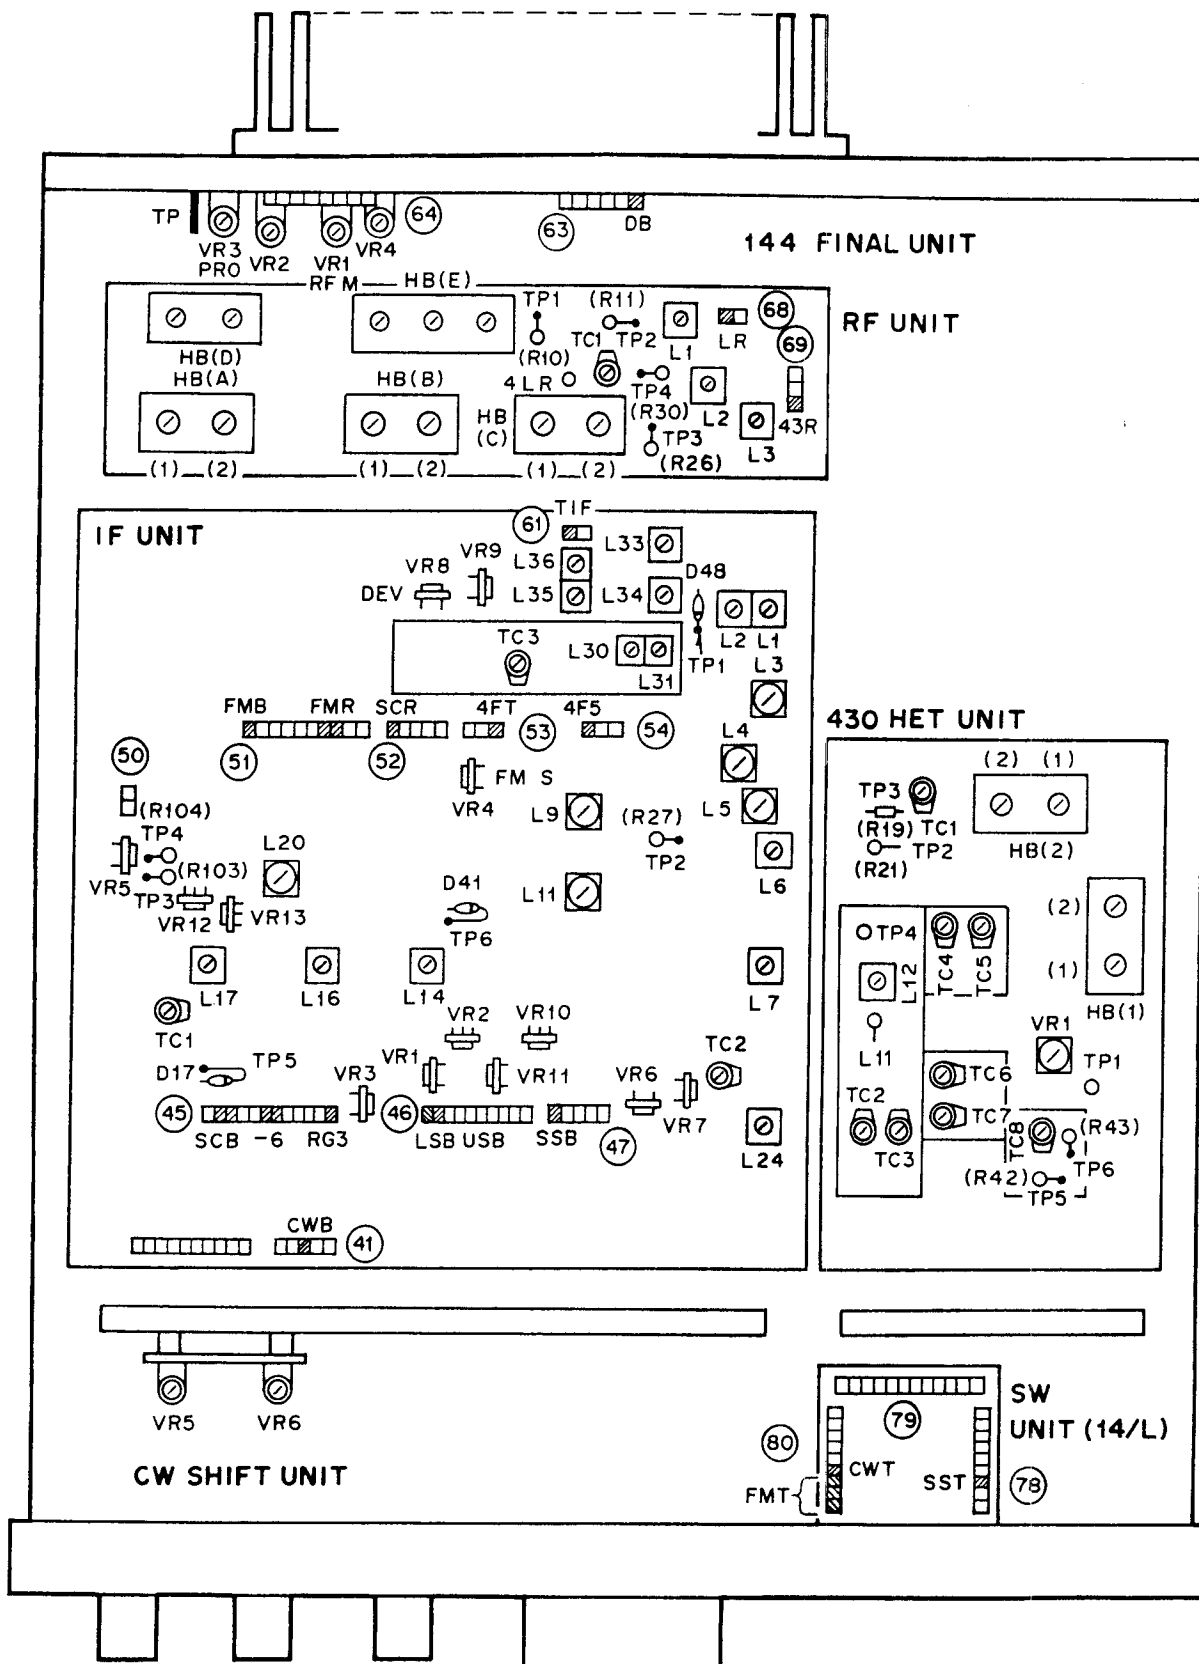 TP
VR3
PRO
VR2
VR1
VR4
64
63
DB
144 FINAL UNIT
RF M
HB(E)
TP1
(R10)
(R11)
TP2
TC1
L1
LR
68
69
RF UNIT
HB(D)
HB(A)
HB(B)
4LR
TP4
(R30)
L2
43R
HB
(C)
TP3
(R26)
L3
(1) (2)
(1) (2)
(1) (2)
IF UNIT
61
TIF
VR8
VR9
L36
L33
DEV
L35
L34
D48
TC3
L30
L31
TP1
L2
L1
L3
FMB
FMR
SCR
4FT
4F5
51
52
53
54
L4
430 HET UNIT
50
(R104)
TP4
VR5
TP3
(R103)
VR12
VR13
L20
VR4
FM S
L9
(R27)
TP2
L5
L6
TP3
(R19)
TC1
TP2
(R21)
(2) (1)
HB(2)
D41
TP6
L11
(2)
(1)
HB(1)
TP4
TC4
TC5
L12
L17
L16
L14
L7
TC1
VR2
VR10
L11
VR1
TP1
D17
TP5
VR3
VR1
VR11
TC2
VR6
VR7
TC6
TC7
45
SCB
-6
RG3
46
LSB
USB
SSB
47
L24
TC2
TC3
TC8
(R43)
TP6
(R42)
TP5
CWB
41
VR5
VR6
CW SHIFT UNIT
79
SW
UNIT (14/L)
80
CWT
FMT
SST
78